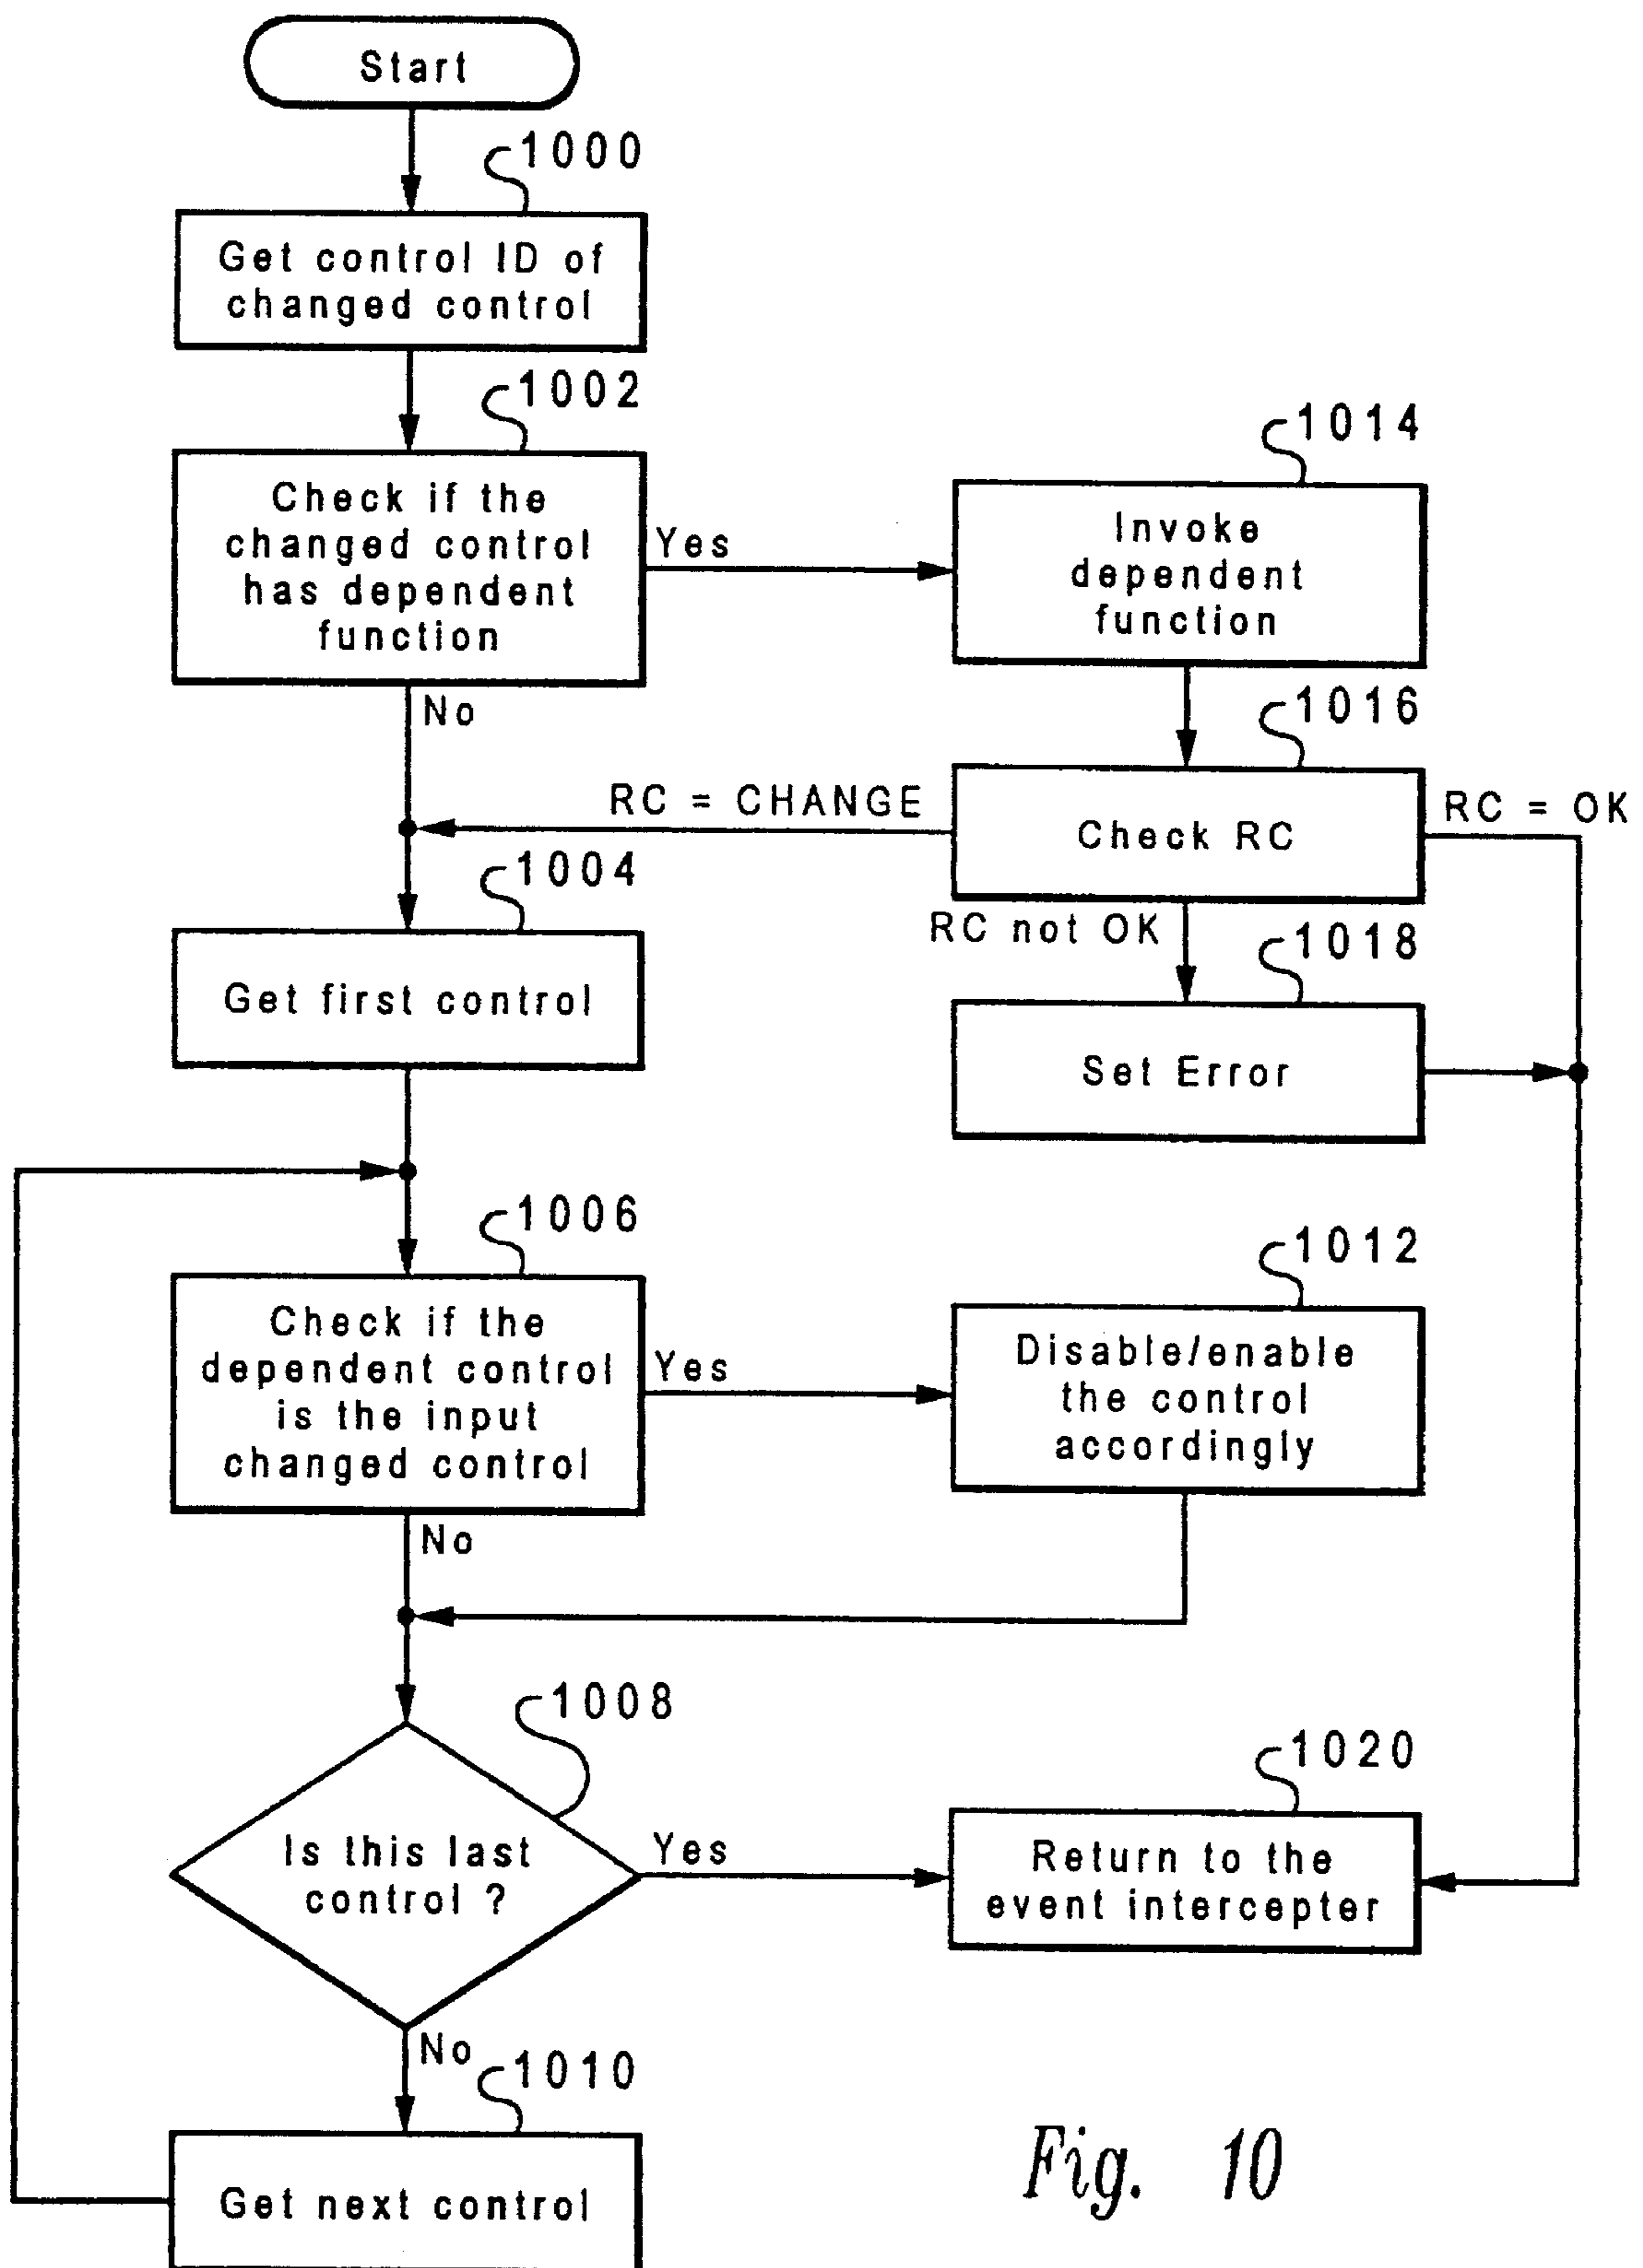 Start
1000
Get control ID of
changed control
1002
Check if the
changed control
has dependent
function
Yes
No
1014
Invoke
dependent
function
1016
Check RC
RC = CHANGE
RC = OK
RC not OK
1004
Get first control
1018
Set Error
1006
Check if the
dependent control
is the input
changed control
Yes
No
1012
Disable/enable
the control
accordingly
1008
Is this last
control ?
Yes
No
1020
Return to the
event intercepter
1010
Get next control
Fig. 10